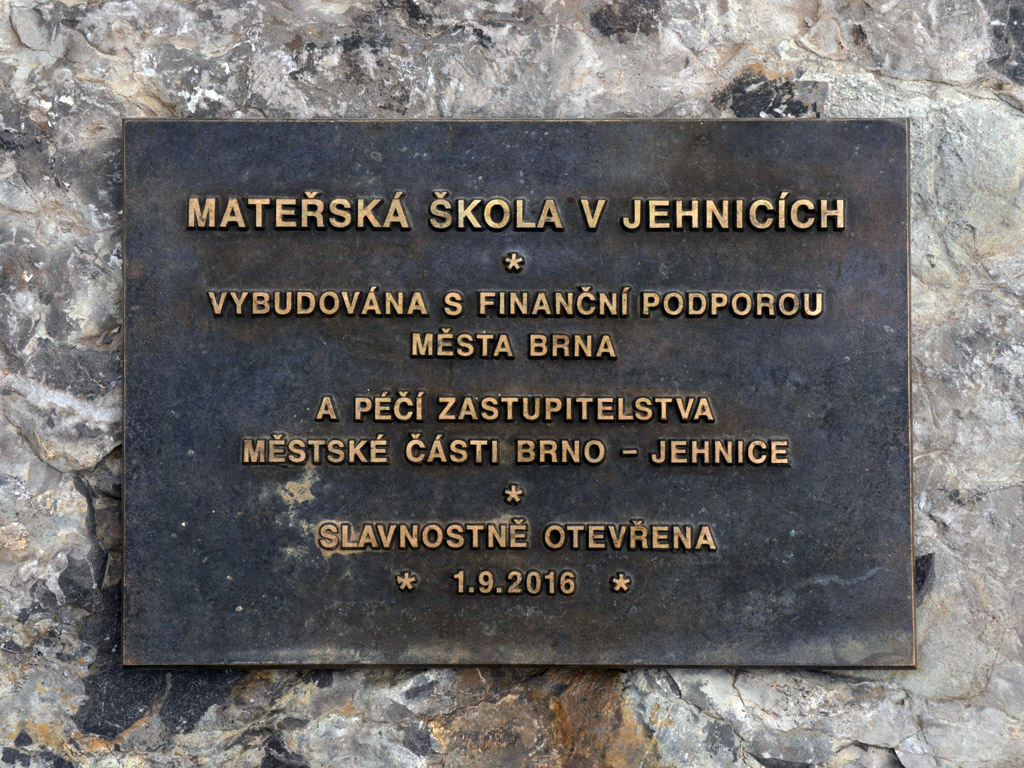 MATEŘSKÁ ŠKOLA V JEHNICÍCH
*
VYBUDOVÁNA S FINANČNÍ PODPOROU
MĚSTA BRNA
A PÉČÍ ZASTUPITELSTVA
MĚSTSKÉ ČÁSTI BRNO - JEHNICE
*
SLAVNOSTNĚ OTEVŘENA
* 1.9.2016 *